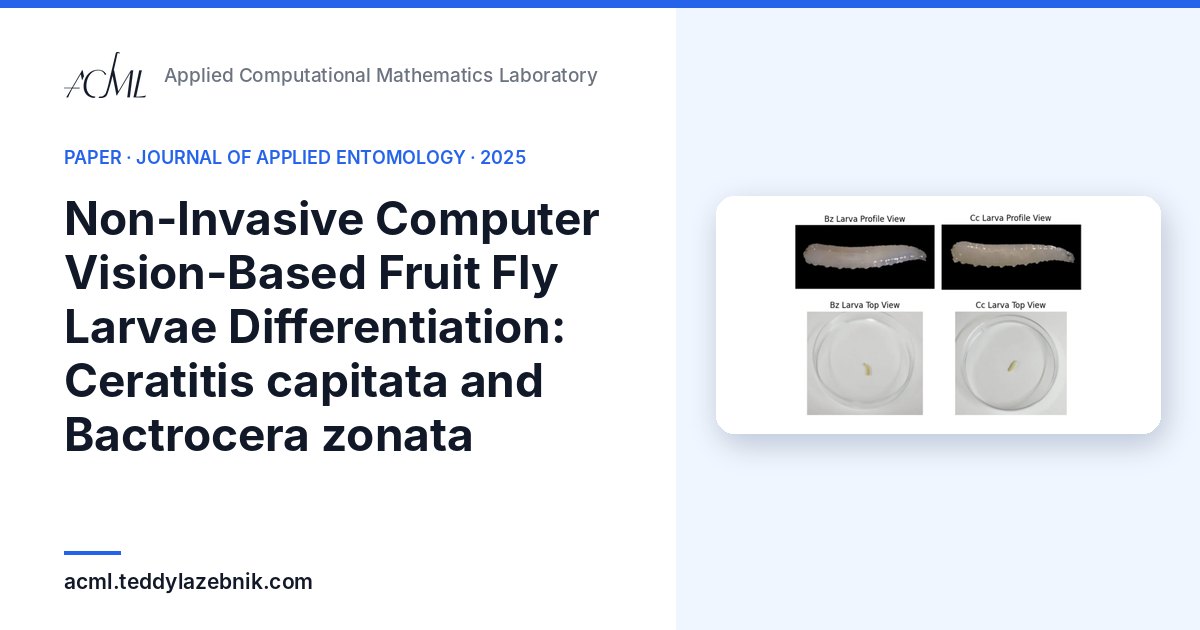 ACML
Applied Computational Mathematics Laboratory
PAPER · JOURNAL OF APPLIED ENTOMOLOGY · 2025
Non-Invasive Computer
Vision-Based Fruit Fly
Larvae Differentiation:
Ceratitis capitata and
Bactrocera zonata
acml.teddylazebnik.com
Bz Larva Profile View
Cc Larva Profile View
Bz Larva Top View
Cc Larva Top View